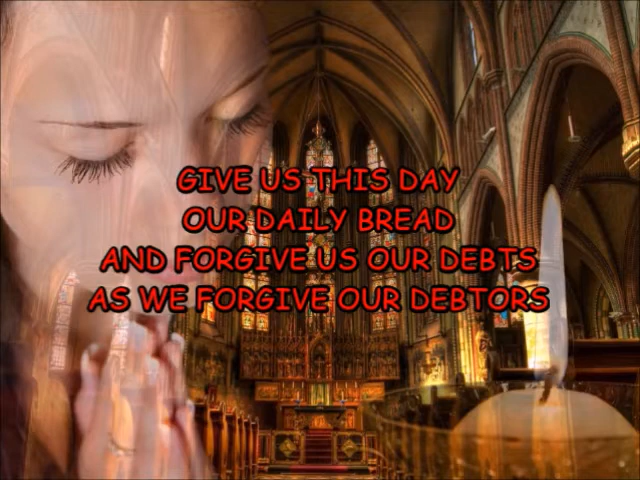 GIVE US THIS DAY
OUR DAILY BREAD
AND FORGIVE US OUR DEBTS
AS WE FORGIVE OUR DEBTORS